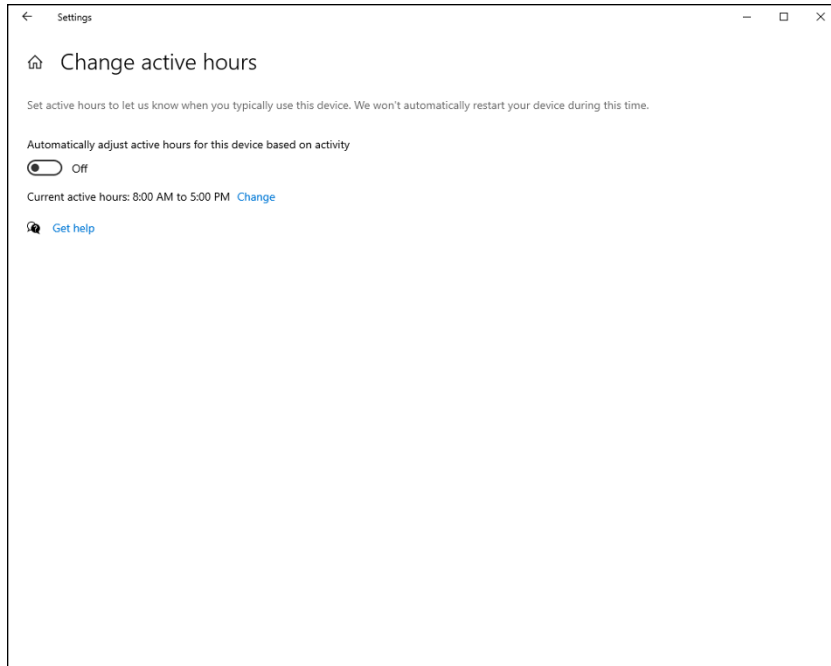 Settings
Change active hours
Set active hours to let us know when you typically use this device. We won't automatically restart your device during this time.
Automatically adjust active hours for this device based on activity
Off
Current active hours: 8:00 AM to 5:00 PM Change
Get help